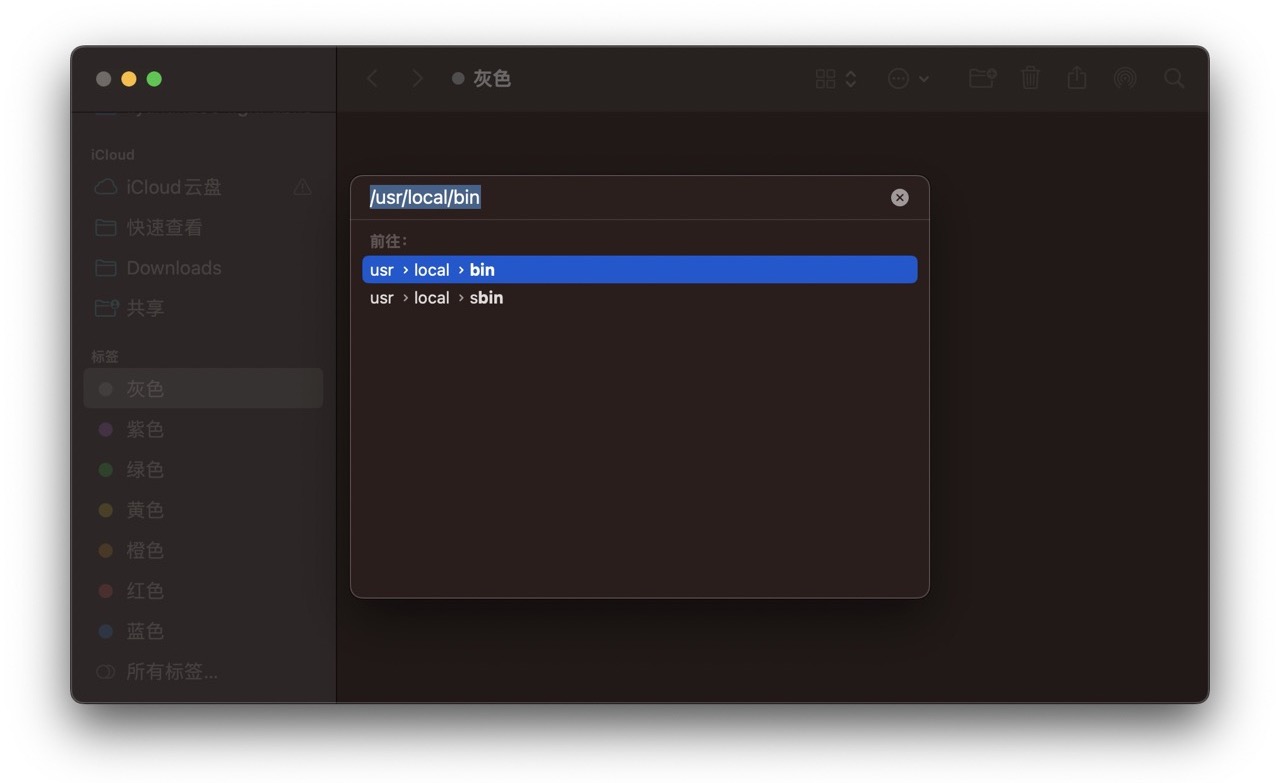 灰色
iCloud
iCloud云盘
快速查看
Downloads
共享
标签
灰色
紫色
绿色
黄色
橙色
红色
蓝色
所有标签...
/usr/local/bin
前往:
usr › local › bin
usr › local › sbin